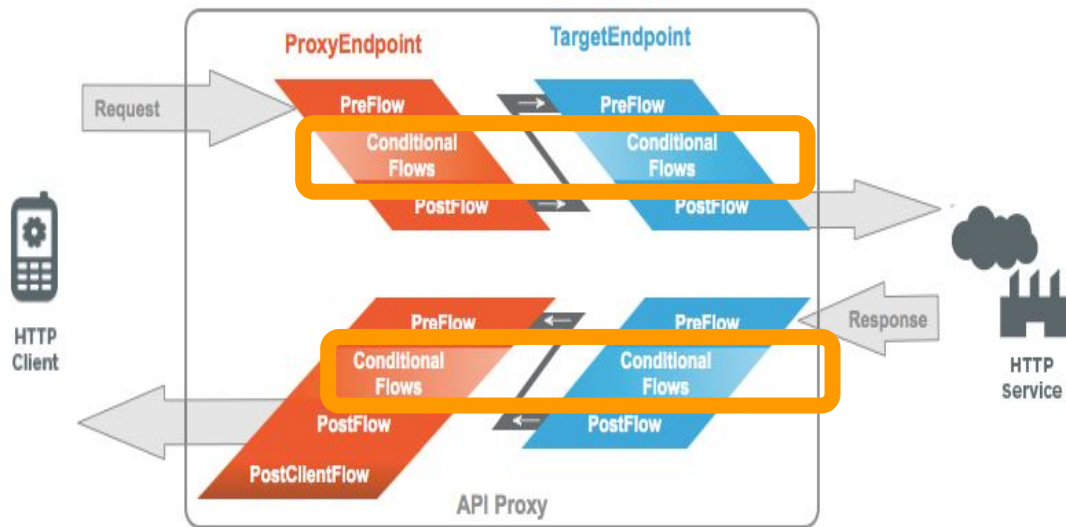 ProxyEndpoint
TargetEndpoint
Request
PreFlow
PreFlow
Conditional
Flows
Conditional
Flows
PostFlow
PostFlow
HTTP
Client
PreFlow
PreFlow
Response
Conditional
Flows
Conditional
Flows
PostFlow
PostFlow
HTTP
Service
PostClientFlow
API Proxy